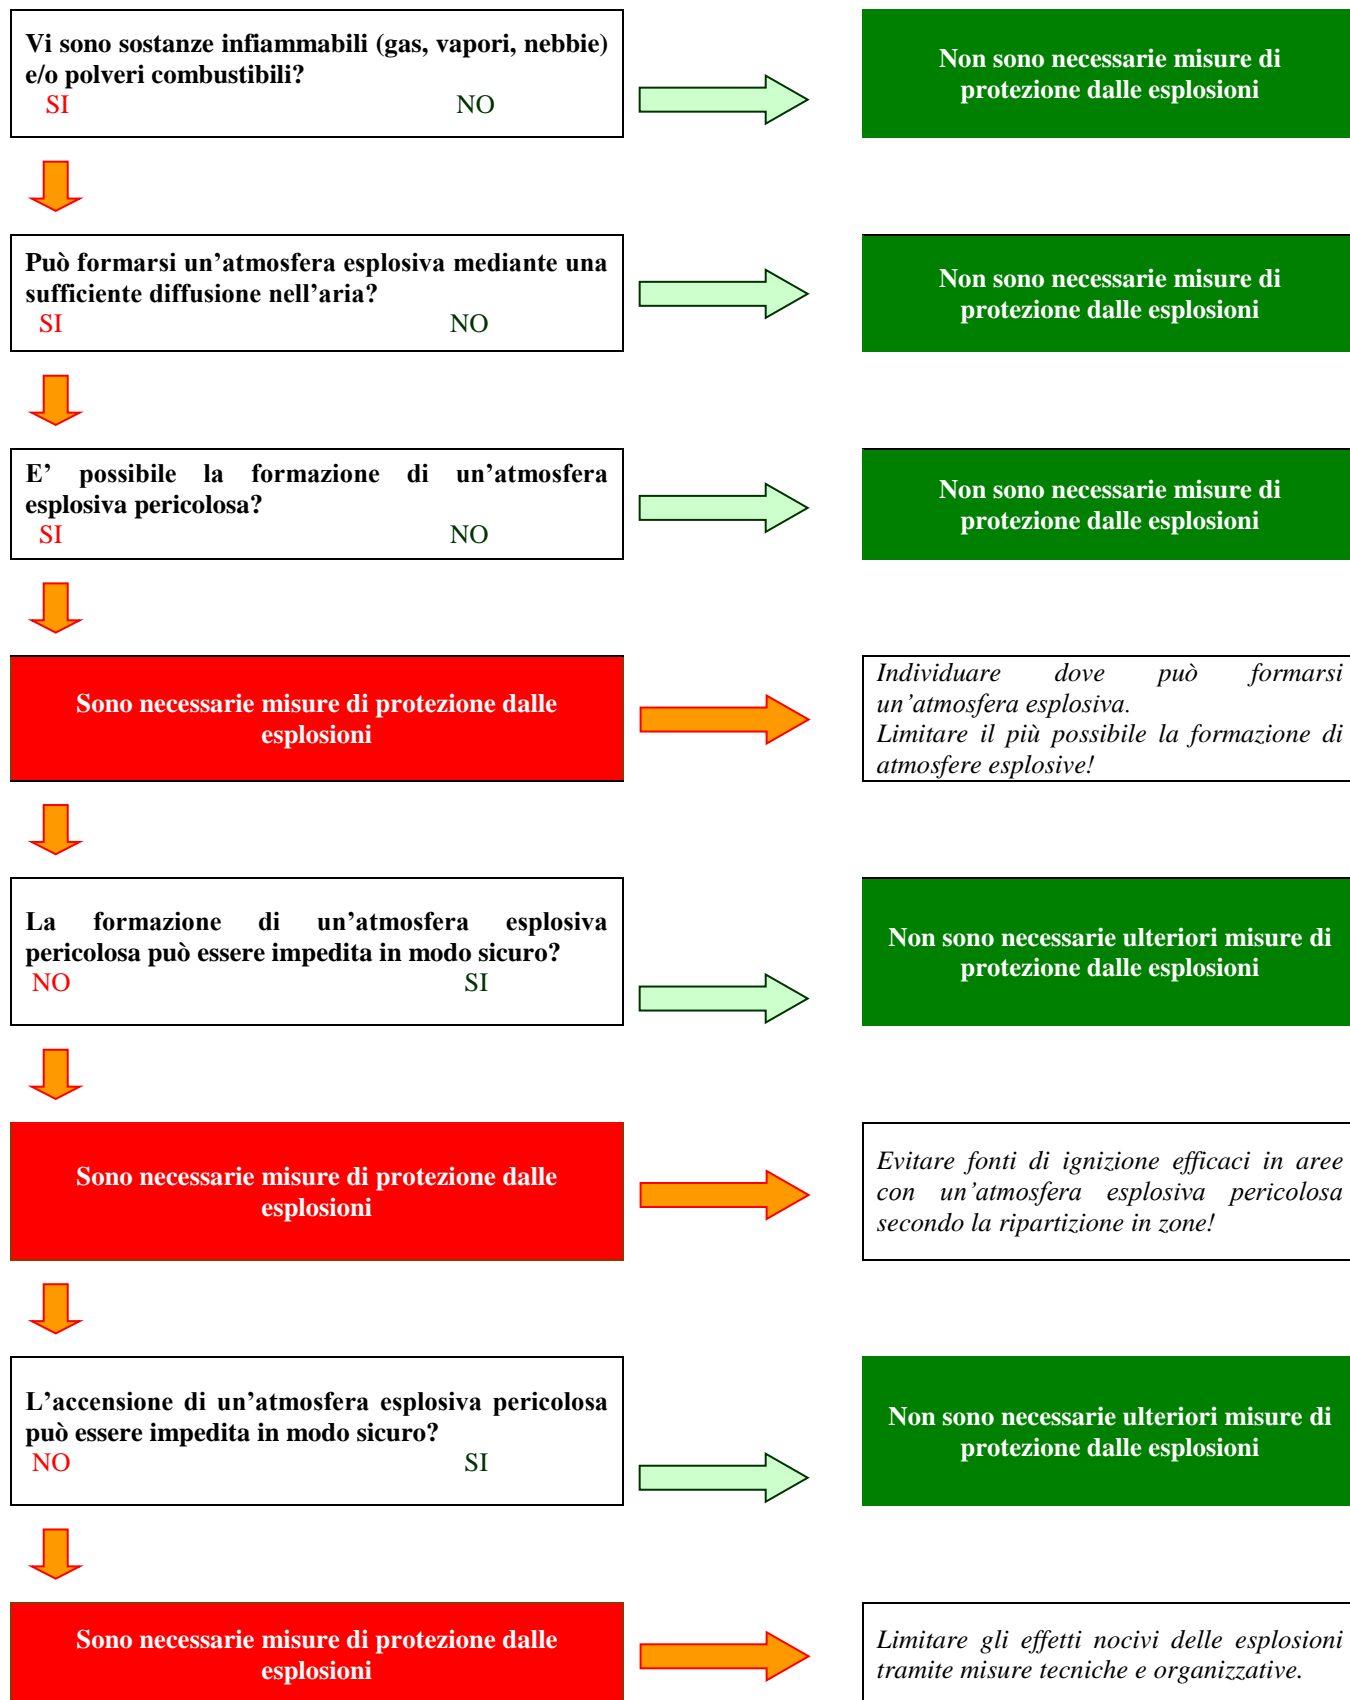 Vi sono sostanze infiammabili (gas, vapori, nebbie)
e/o polveri combustibili?
SI NO
Non sono necessarie misure di
protezione dalle esplosioni
Può formarsi un’atmosfera esplosiva mediante una
sufficiente diffusione nell’aria?
SI NO
Non sono necessarie misure di
protezione dalle esplosioni
E’ possibile la formazione di un’atmosfera
esplosiva pericolosa?
SI NO
Non sono necessarie misure di
protezione dalle esplosioni
Sono necessarie misure di protezione dalle
esplosioni
Individuare dove può formarsi
un’atmosfera esplosiva.
Limitare il più possibile la formazione di
atmosfere esplosive!
La formazione di un’atmosfera esplosiva
pericolosa può essere impedita in modo sicuro?
NO SI
Non sono necessarie ulteriori misure di
protezione dalle esplosioni
Sono necessarie misure di protezione dalle
esplosioni
Evitare fonti di ignizione efficaci in aree
con un’atmosfera esplosiva pericolosa
secondo la ripartizione in zone!
L’accensione di un’atmosfera esplosiva pericolosa
può essere impedita in modo sicuro?
NO SI
Non sono necessarie ulteriori misure di
protezione dalle esplosioni
Sono necessarie misure di protezione dalle
esplosioni
Limitare gli effetti nocivi delle esplosioni
tramite misure tecniche e organizzative.